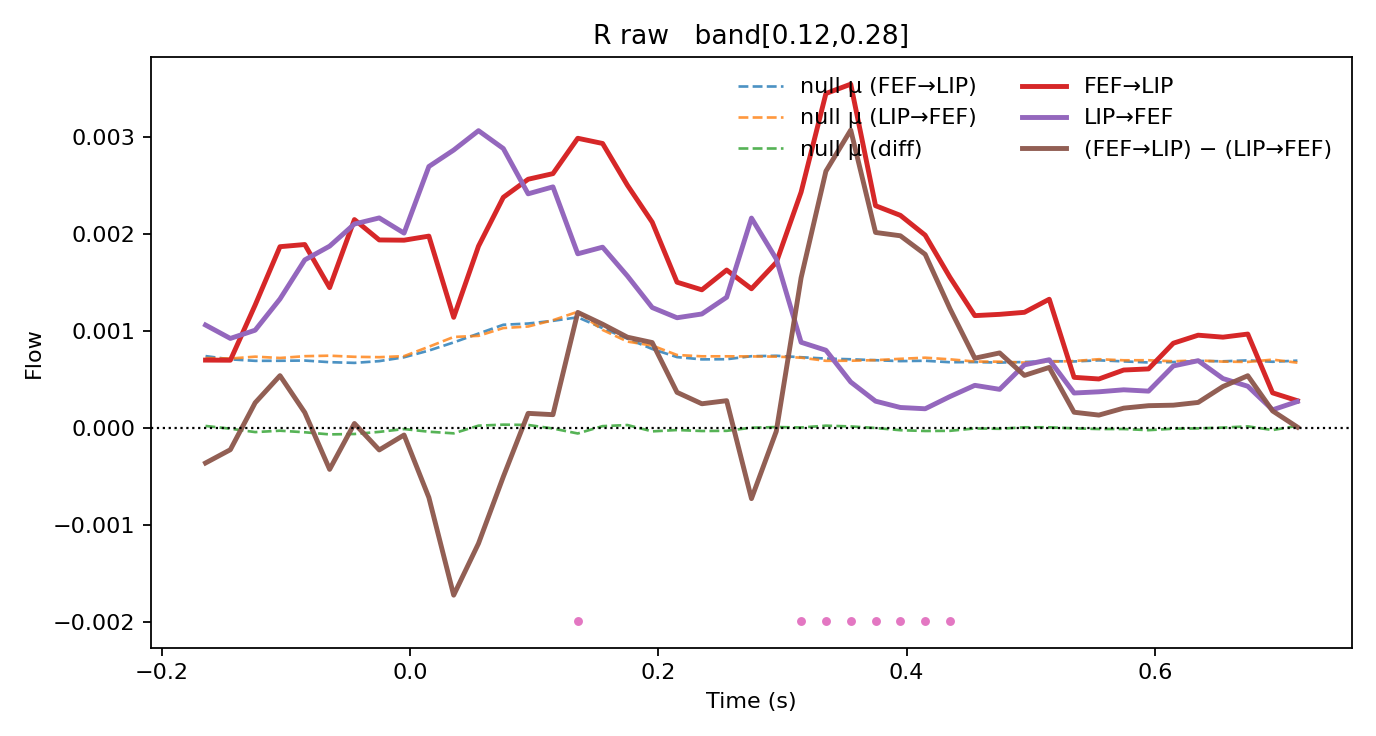 R raw   band[0.12,0.28]
null μ (FEF→LIP)
null μ (LIP→FEF)
null μ (diff)
FEF→LIP
LIP→FEF
(FEF→LIP) − (LIP→FEF)
Flow
0.003
0.002
0.001
0.000
−0.001
−0.002
−0.2
0.0
0.2
0.4
0.6
Time (s)